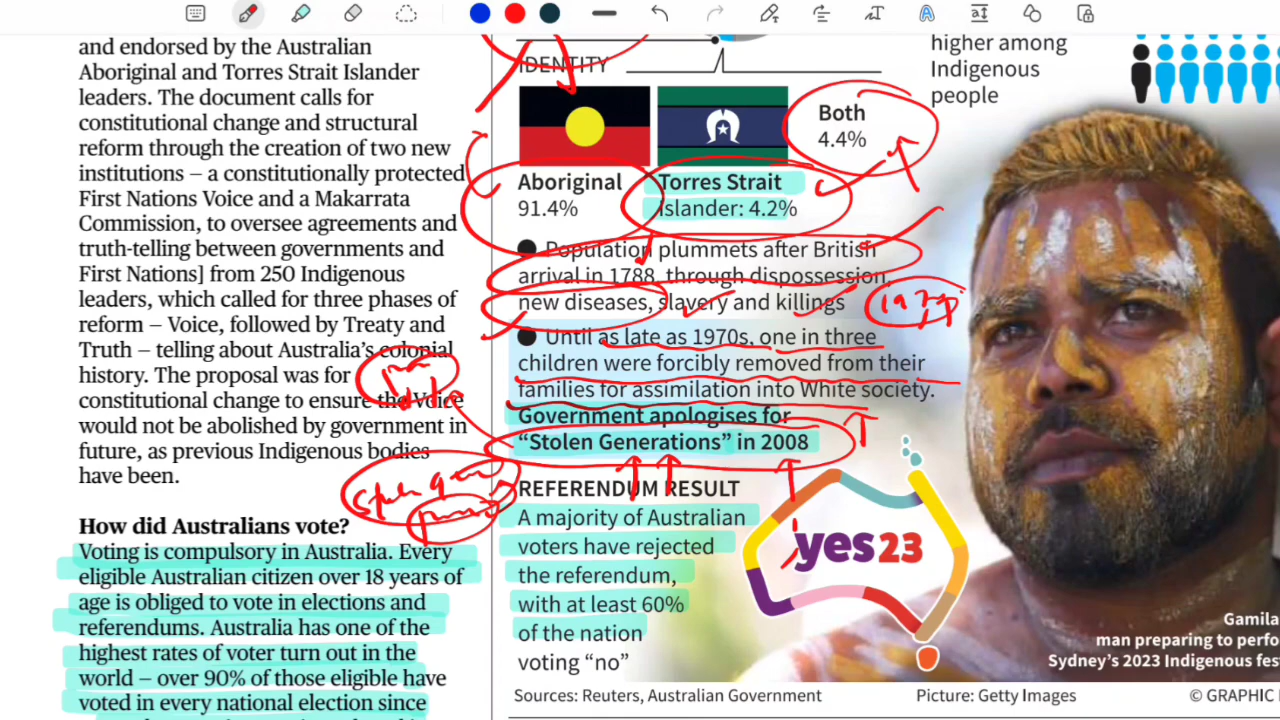 and endorsed by the Australian
Aboriginal and Torres Strait Islander
leaders. The document calls for
constitutional change and structural
reform through the creation of two new
institutions – a constitutionally protected
First Nations Voice and a Makarrata
Commission, to oversee agreements and
truth-telling between governments and
First Nations] from 250 Indigenous
leaders, which called for three phases of
reform – Voice, followed by Treaty and
Truth – telling about Australia's colonial
history. The proposal was for
constitutional change to ensure the Voice
would not be abolished by government in
future, as previous Indigenous bodies
have been.
How did Australians vote?
Voting is compulsory in Australia. Every
eligible Australian citizen over 18 years of
age is obliged to vote in elections and
referendums. Australia has one of the
highest rates of voter turn out in the
world – over 90% of those eligible have
voted in every national election since
IDENTITY
Aboriginal
91.4%
Torres Strait
Islander: 4.2%
Both
4.4%
higher among
Indigenous
people
● Population plummets after British
arrival in 1788, through dispossession,
new diseases, slavery and killings
● Until as late as 1970s, one in three
children were forcibly removed from their
families for assimilation into White society.
Government apologises for
“Stolen Generations” in 2008
REFERENDUM RESULT
A majority of Australian
voters have rejected
the referendum,
with at least 60%
of the nation
voting “no”
yes23
Gamila
man preparing to perfo
Sydney's 2023 Indigenous fes
Sources: Reuters, Australian Government
Picture: Getty Images
© GRAPHIC